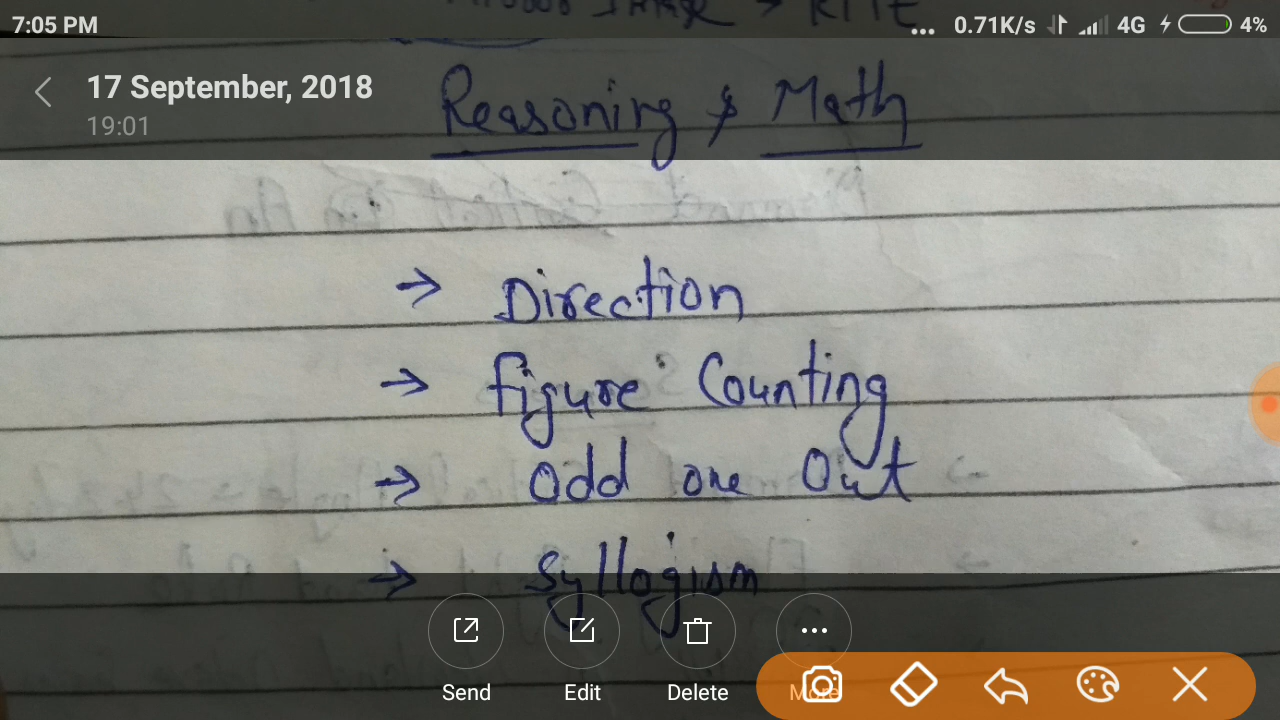 7:05 PM ... 0.71K/s 4G 4%
17 September, 2018
19:01
Reasoning & Math
→ Direction
→ Figure Counting
→ Odd one Out
→ Syllogism
Send Edit Delete More